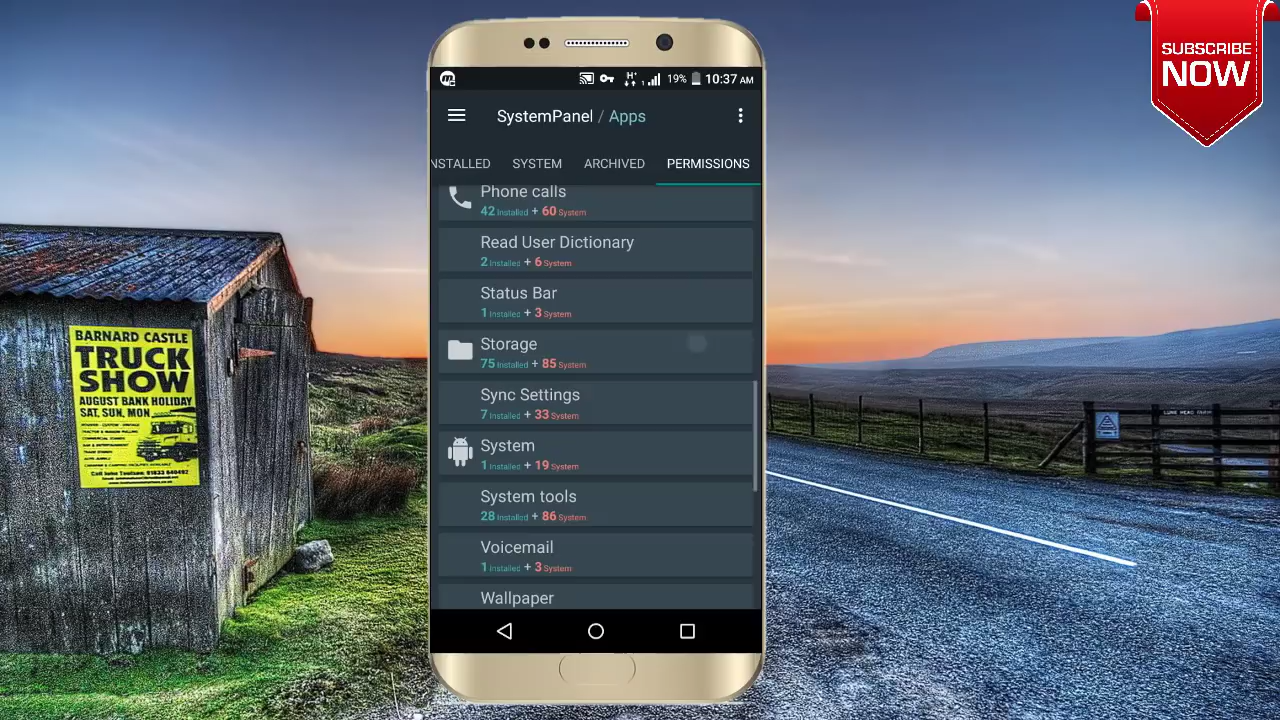 SUBSCRIBE
NOW
19% 10:37 AM
SystemPanel / Apps
NSTALLED SYSTEM ARCHIVED PERMISSIONS
Phone calls
42 Installed + 60 System
Read User Dictionary
2 Installed + 6 System
Status Bar
1 Installed + 3 System
Storage
75 Installed + 85 System
Sync Settings
7 Installed + 33 System
System
1 Installed + 19 System
System tools
28 Installed + 86 System
Voicemail
1 Installed + 3 System
Wallpaper
BARNARD CASTLE
TRUCK
SHOW
AUGUST BANK HOLIDAY
SAT, SUN, MON